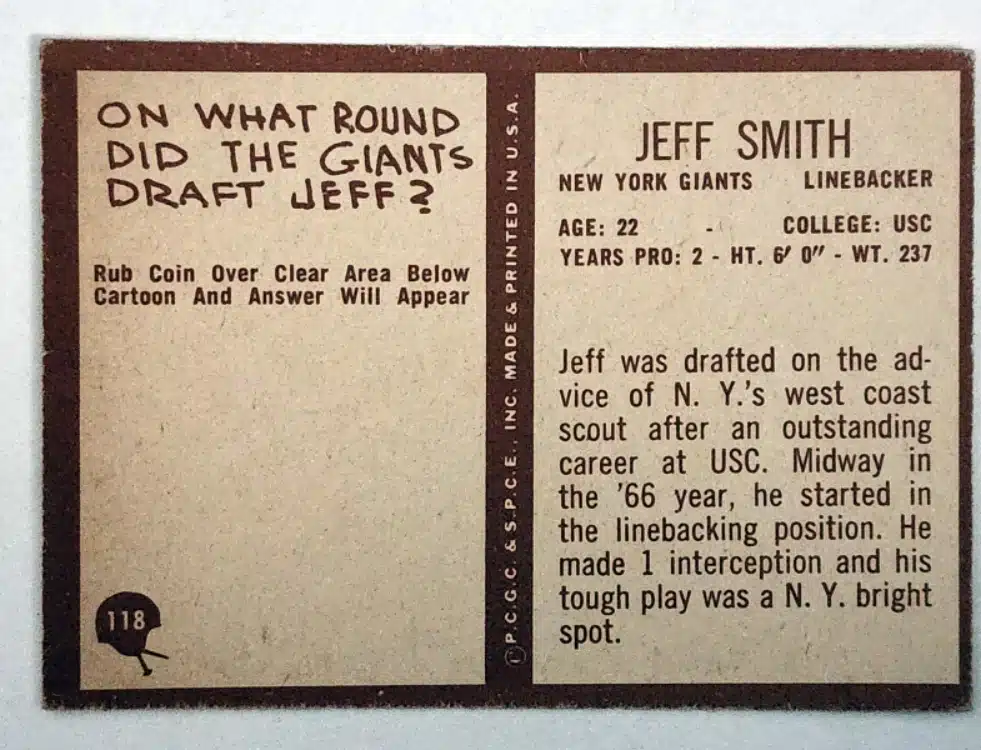 ON WHAT ROUND
DID THE GIANTS
DRAFT JEFF?
Rub Coin Over Clear Area Below
Cartoon And Answer Will Appear
118
Ⓒ P.C.G.C. & S.P.C.E., INC. MADE & PRINTED IN U.S.A.
JEFF SMITH
NEW YORK GIANTS LINEBACKER
AGE: 22 - COLLEGE: USC
YEARS PRO: 2 - HT. 6' 0" - WT. 237
Jeff was drafted on the ad-
vice of N. Y.'s west coast
scout after an outstanding
career at USC. Midway in
the '66 year, he started in
the linebacking position. He
made 1 interception and his
tough play was a N. Y. bright
spot.